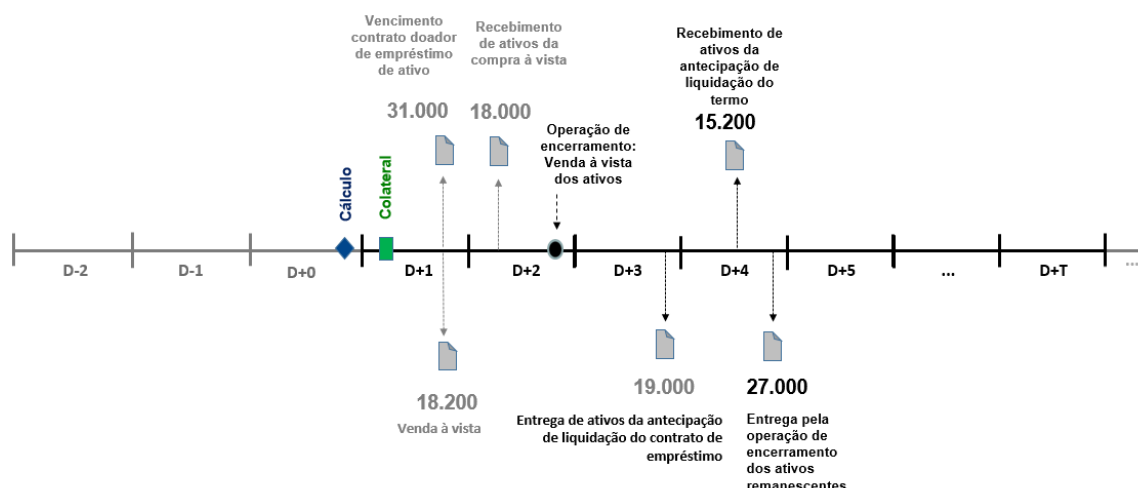 Vencimento
contrato doador
de empréstimo
de ativo
31.000
Recebimento
de ativos da
compra à vista
18.000
Operação de
encerramento:
Venda à vista
dos ativos
Recebimento de
ativos da
antecipação de
liquidação do
termo
15.200
Cálculo
Colateral
D-2
D-1
D+0
D+1
D+2
D+3
D+4
D+5
...
D+T
...
18.200
Venda à vista
19.000
Entrega de ativos da antecipação
de liquidação do contrato de
empréstimo
27.000
Entrega pela
operação de
encerramento
dos ativos
remanescentes